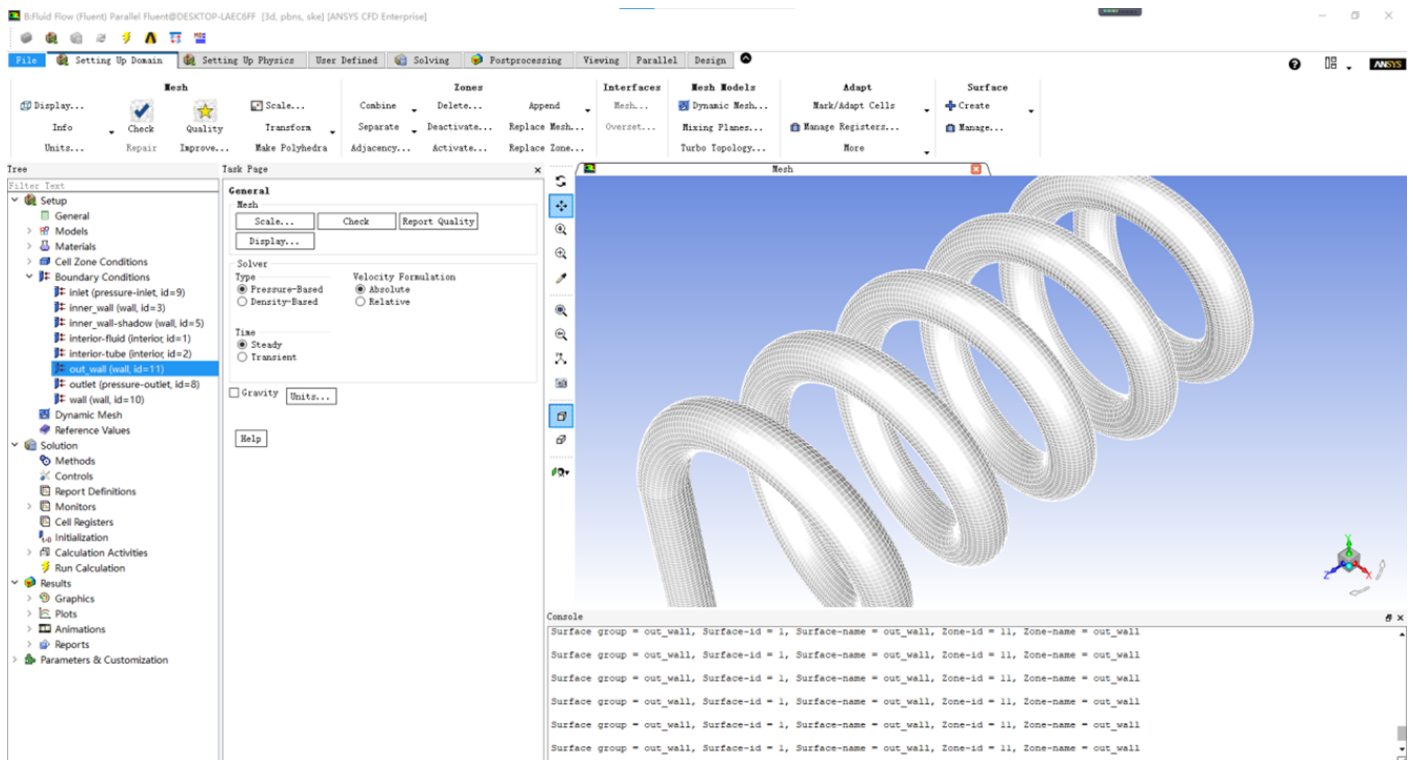 B:Fluid Flow (Fluent) Parallel Fluent@DESKTOP-LAEC6FF [3d, pbns, ske] [ANSYS CFD Enterprise]
File Setting Up Domain Setting Up Physics User Defined Solving Postprocessing Viewing Parallel Design
ANSYS
Mesh Zones Interfaces Mesh Models Adapt Surface
Display... Scale... Combine Delete... Append Mesh... Dynamic Mesh... Mark/Adapt Cells Create
Info Check Quality Transform Separate Deactivate... Replace Mesh... Overset... Mixing Planes... Manage Registers... Manage...
Units... Repair Improve... Make Polyhedra Adjacency... Activate... Replace Zone... Turbo Topology... More
Tree
Filter Text
Setup
General
Models
Materials
Cell Zone Conditions
Boundary Conditions
inlet (pressure-inlet, id=9)
inner_wall (wall, id=3)
inner_wall-shadow (wall, id=5)
interior-fluid (interior, id=1)
interior-tube (interior, id=2)
out_wall (wall, id=11)
outlet (pressure-outlet, id=8)
wall (wall, id=10)
Dynamic Mesh
Reference Values
Solution
Methods
Controls
Report Definitions
Monitors
Cell Registers
Initialization
Calculation Activities
Run Calculation
Results
Graphics
Plots
Animations
Reports
Parameters & Customization
Task Page
General
Mesh
Scale... Check Report Quality
Display...
Solver
Type Velocity Formulation
Pressure-Based Absolute
Density-Based Relative
Time
Steady
Transient
Gravity Units...
Help
Mesh
Y
Z X
Console
Surface group = out_wall, Surface-id = 1, Surface-name = out_wall, Zone-id = 11, Zone-name = out_wall
Surface group = out_wall, Surface-id = 1, Surface-name = out_wall, Zone-id = 11, Zone-name = out_wall
Surface group = out_wall, Surface-id = 1, Surface-name = out_wall, Zone-id = 11, Zone-name = out_wall
Surface group = out_wall, Surface-id = 1, Surface-name = out_wall, Zone-id = 11, Zone-name = out_wall
Surface group = out_wall, Surface-id = 1, Surface-name = out_wall, Zone-id = 11, Zone-name = out_wall
Surface group = out_wall, Surface-id = 1, Surface-name = out_wall, Zone-id = 11, Zone-name = out_wall